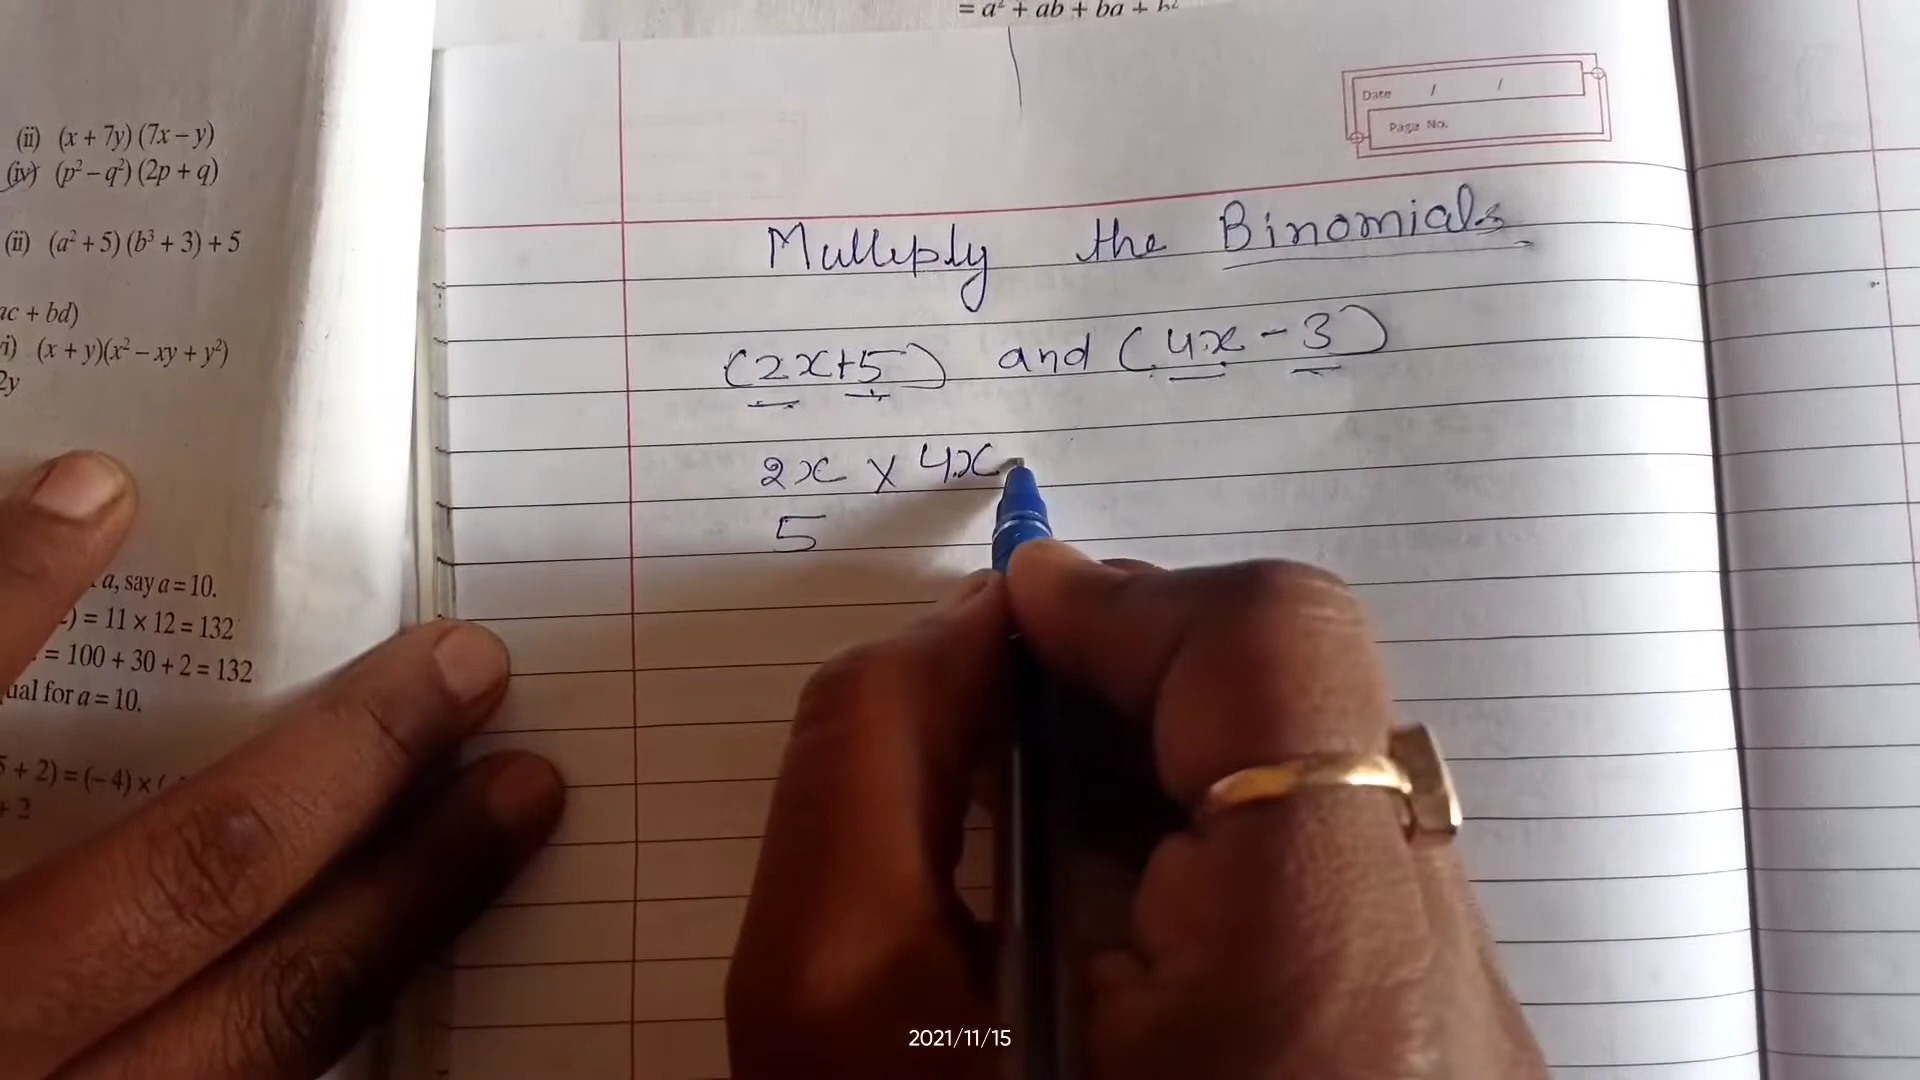 = a² + ab + ba + b²
(ii) (x + 7y) (7x – y)
(iv) (p² – q²) (2p + q)
(ii) (a² + 5) (b³ + 3) + 5
ac + bd)
i) (x + y)(x² – xy + y²)
2y
a, say a = 10.
) = 11 × 12 = 132
= 100 + 30 + 2 = 132
ual for a = 10.
5 + 2) = (– 4) × (
+ 2
Date / /
Page No.
Multiply the Binomials
(2x+5) and (4x - 3)
2x × 4x
5
2021/11/15